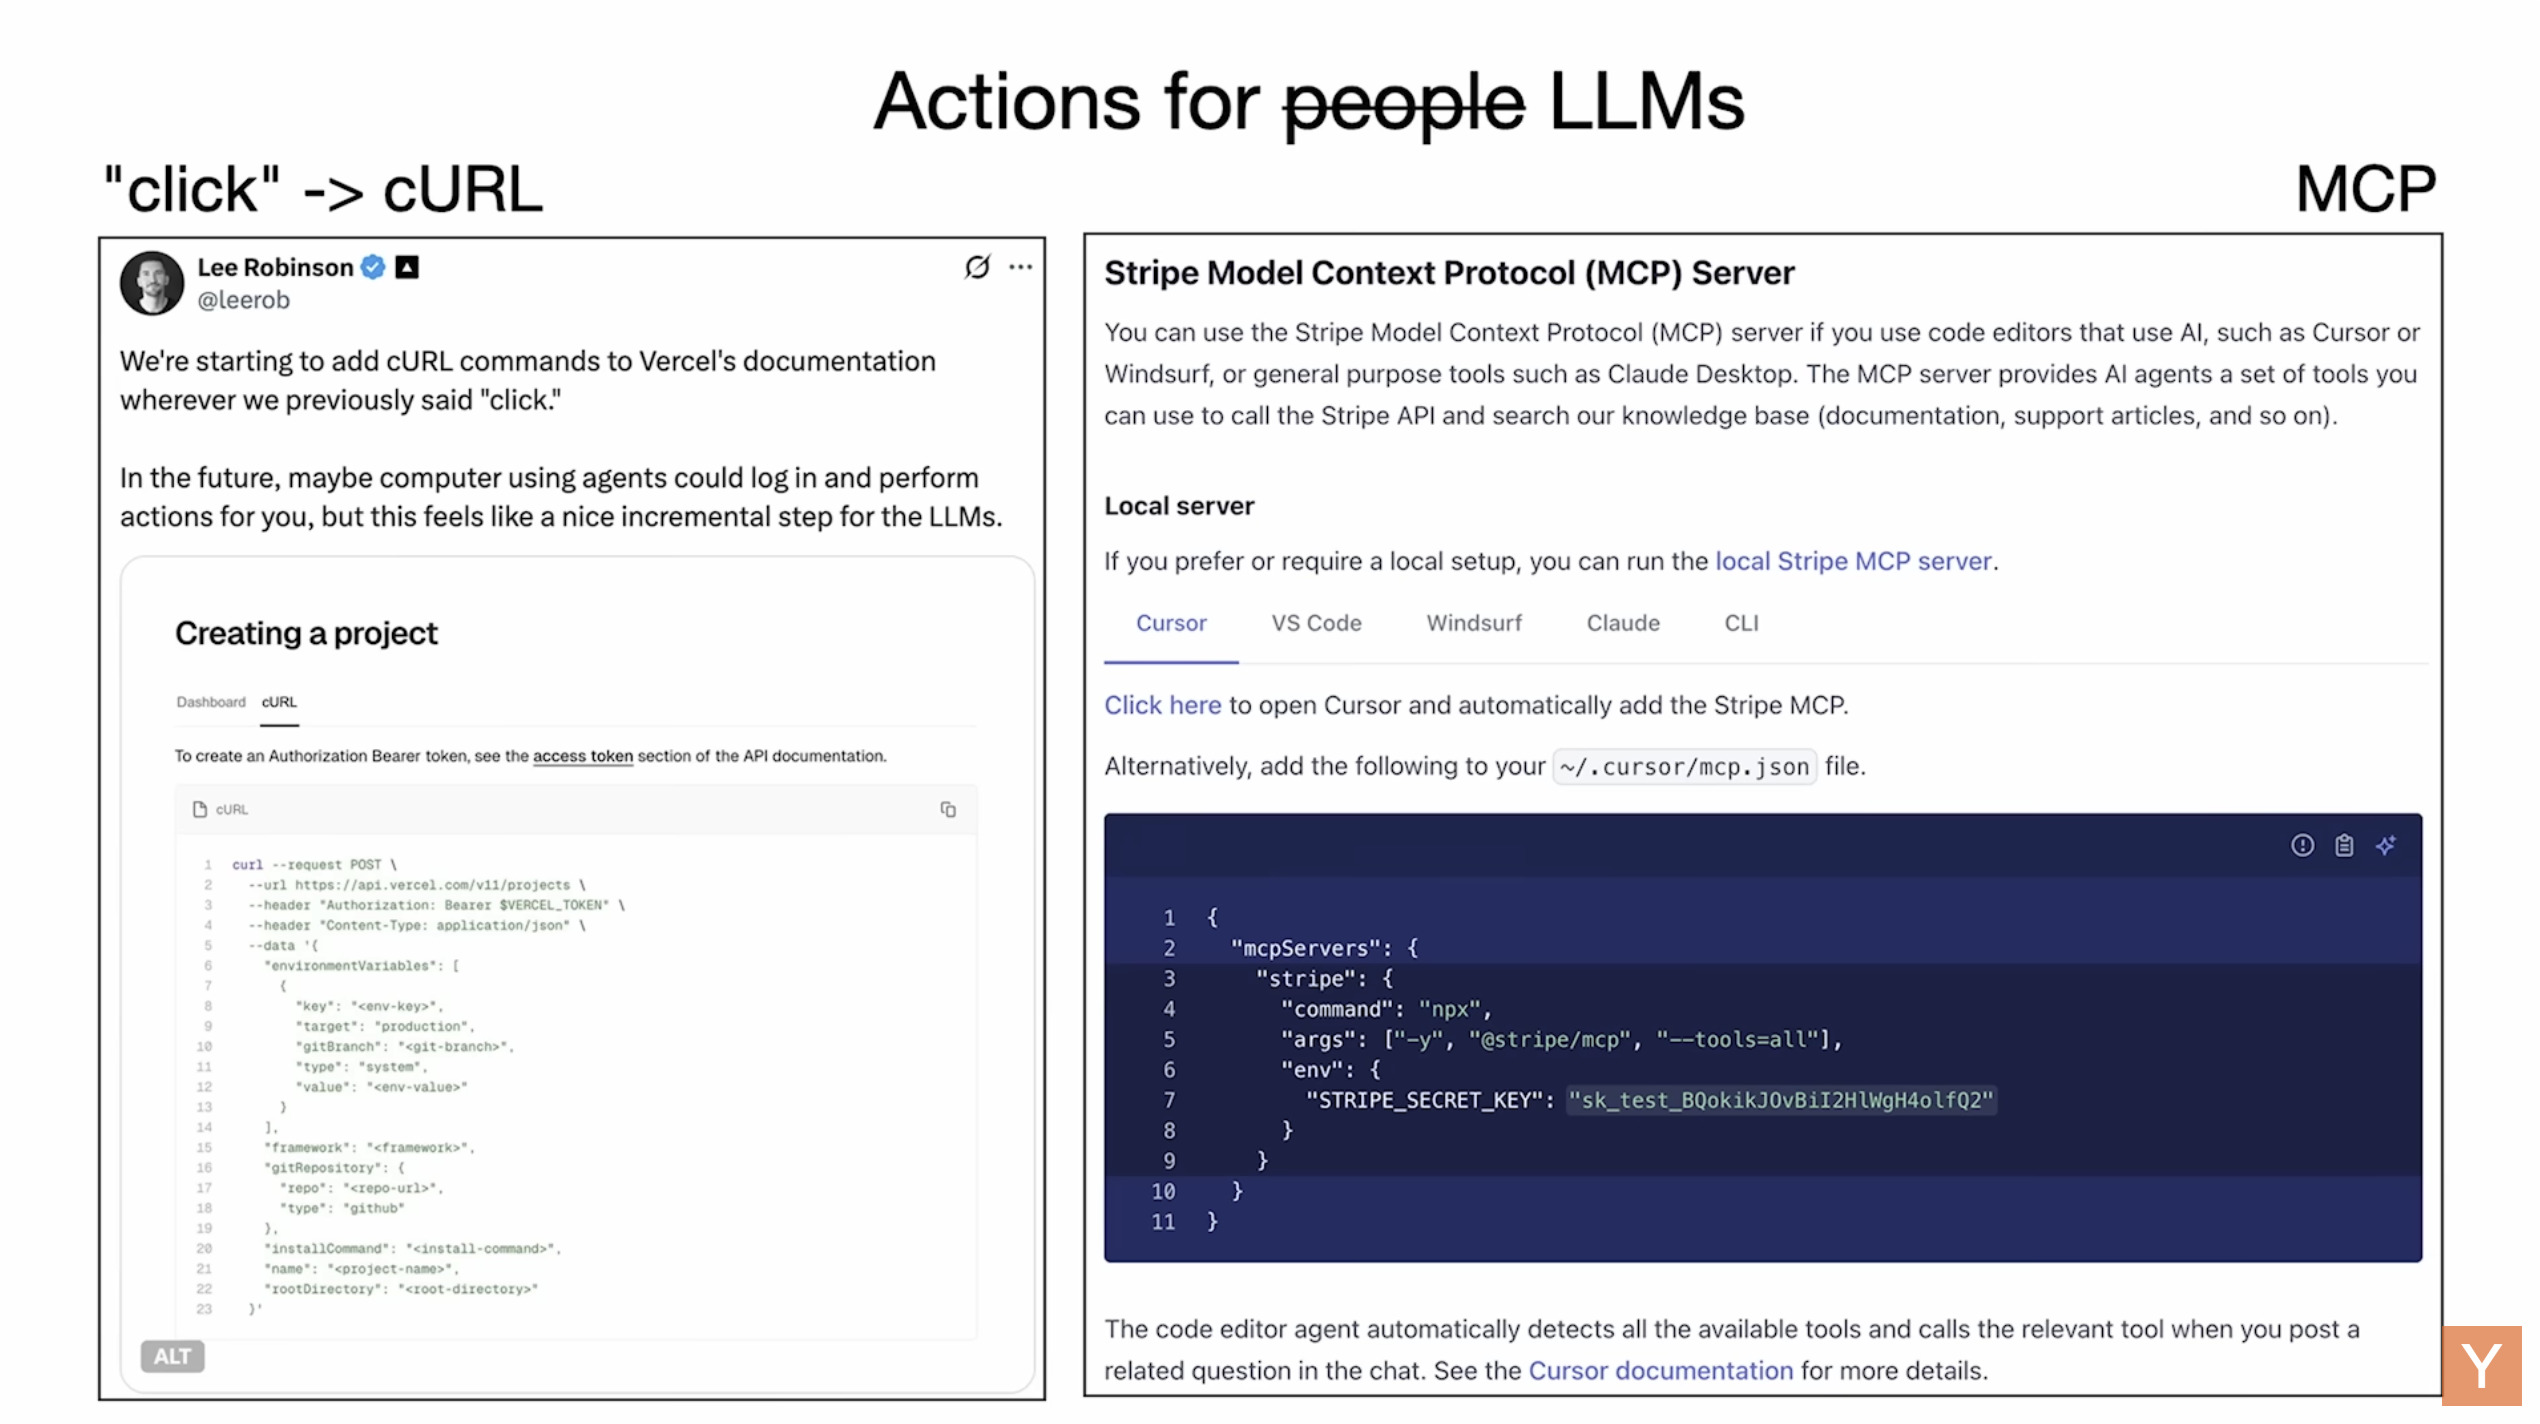 Actions for people LLMs
"click" -> cURL
MCP
Lee Robinson
@leerob
We're starting to add cURL commands to Vercel's documentation
wherever we previously said "click."
In the future, maybe computer using agents could log in and perform
actions for you, but this feels like a nice incremental step for the LLMs.
Creating a project
Dashboard cURL
To create an Authorization Bearer token, see the access token section of the API documentation.
cURL
1 curl --request POST \
2 --url https://api.vercel.com/v11/projects \
3 --header "Authorization: Bearer $VERCEL_TOKEN" \
4 --header "Content-Type: application/json" \
5 --data '{
6 "environmentVariables": [
7 {
8 "key": "<env-key>",
9 "target": "production",
10 "gitBranch": "<git-branch>",
11 "type": "system",
12 "value": "<env-value>"
13 }
14 ],
15 "framework": "<framework>",
16 "gitRepository": {
17 "repo": "<repo-url>",
18 "type": "github"
19 },
20 "installCommand": "<install-command>",
21 "name": "<project-name>",
22 "rootDirectory": "<root-directory>"
23 }'
ALT
Stripe Model Context Protocol (MCP) Server
You can use the Stripe Model Context Protocol (MCP) server if you use code editors that use AI, such as Cursor or
Windsurf, or general purpose tools such as Claude Desktop. The MCP server provides AI agents a set of tools you
can use to call the Stripe API and search our knowledge base (documentation, support articles, and so on).
Local server
If you prefer or require a local setup, you can run the local Stripe MCP server.
Cursor VS Code Windsurf Claude CLI
Click here to open Cursor and automatically add the Stripe MCP.
Alternatively, add the following to your ~/.cursor/mcp.json file.
1 {
2 "mcpServers": {
3 "stripe": {
4 "command": "npx",
5 "args": ["-y", "@stripe/mcp", "--tools=all"],
6 "env": {
7 "STRIPE_SECRET_KEY": "sk_test_BQokikJOvBiI2HlWgH4olfQ2"
8 }
9 }
10 }
11 }
The code editor agent automatically detects all the available tools and calls the relevant tool when you post a
related question in the chat. See the Cursor documentation for more details.
Y